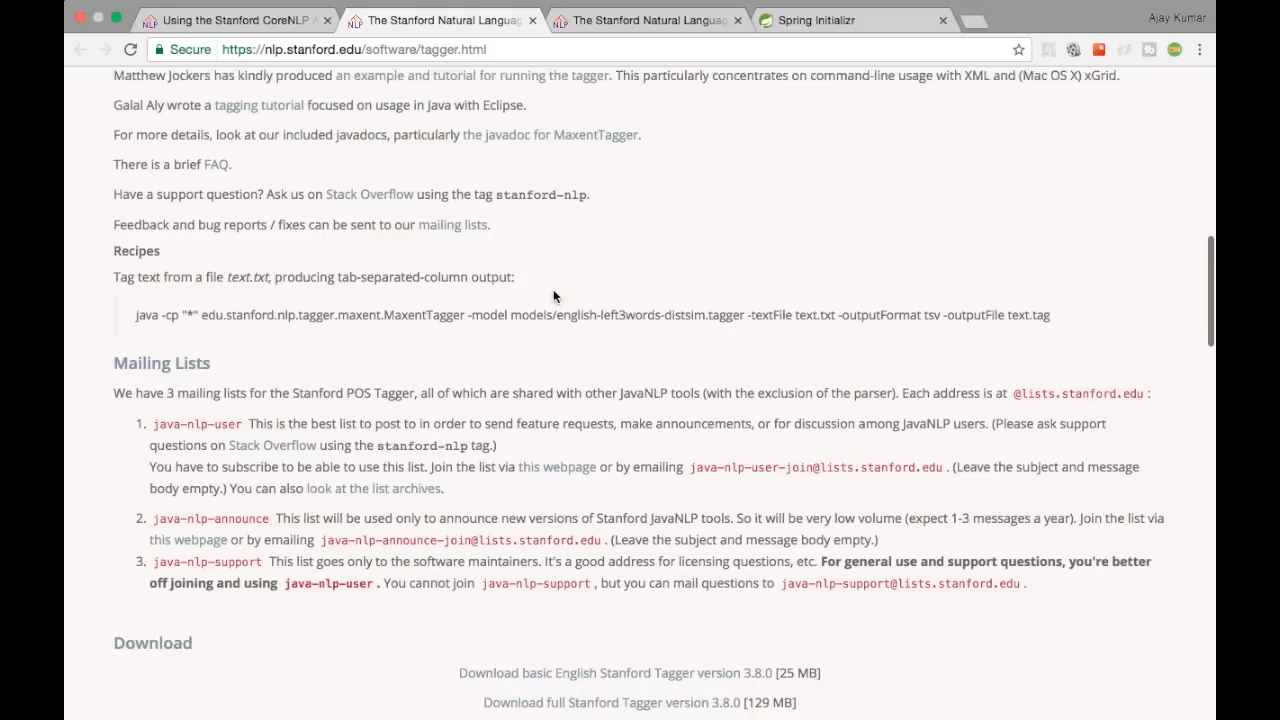 Using the Stanford CoreNLP A
The Stanford Natural Languag
The Stanford Natural Languag
Spring Initializr
Ajay Kumar
Secure https://nlp.stanford.edu/software/tagger.html
Matthew Jockers has kindly produced an example and tutorial for running the tagger. This particularly concentrates on command-line usage with XML and (Mac OS X) xGrid.
Galal Aly wrote a tagging tutorial focused on usage in Java with Eclipse.
For more details, look at our included javadocs, particularly the javadoc for MaxentTagger.
There is a brief FAQ.
Have a support question? Ask us on Stack Overflow using the tag stanford-nlp.
Feedback and bug reports / fixes can be sent to our mailing lists.
Recipes
Tag text from a file text.txt, producing tab-separated-column output:
java -cp "*" edu.stanford.nlp.tagger.maxent.MaxentTagger -model models/english-left3words-distsim.tagger -textFile text.txt -outputFormat tsv -outputFile text.tag
Mailing Lists
We have 3 mailing lists for the Stanford POS Tagger, all of which are shared with other JavaNLP tools (with the exclusion of the parser). Each address is at @lists.stanford.edu :
1. java-nlp-user This is the best list to post to in order to send feature requests, make announcements, or for discussion among JavaNLP users. (Please ask support
questions on Stack Overflow using the stanford-nlp tag.)
You have to subscribe to be able to use this list. Join the list via this webpage or by emailing java-nlp-user-join@lists.stanford.edu . (Leave the subject and message
body empty.) You can also look at the list archives.
2. java-nlp-announce This list will be used only to announce new versions of Stanford JavaNLP tools. So it will be very low volume (expect 1-3 messages a year). Join the list via
this webpage or by emailing java-nlp-announce-join@lists.stanford.edu . (Leave the subject and message body empty.)
3. java-nlp-support This list goes only to the software maintainers. It's a good address for licensing questions, etc. For general use and support questions, you're better
off joining and using java-nlp-user . You cannot join java-nlp-support , but you can mail questions to java-nlp-support@lists.stanford.edu .
Download
Download basic English Stanford Tagger version 3.8.0 [25 MB]
Download full Stanford Tagger version 3.8.0 [129 MB]